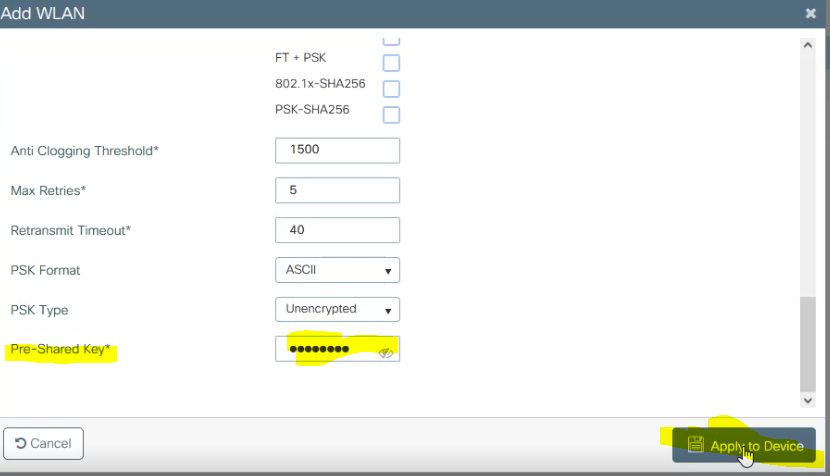 Add WLAN
FT + PSK
802.1x-SHA256
PSK-SHA256
Anti Clogging Threshold* 1500
Max Retries* 5
Retransmit Timeout* 40
PSK Format ASCII
PSK Type Unencrypted
Pre-Shared Key* ••••••••
Cancel Apply to Device